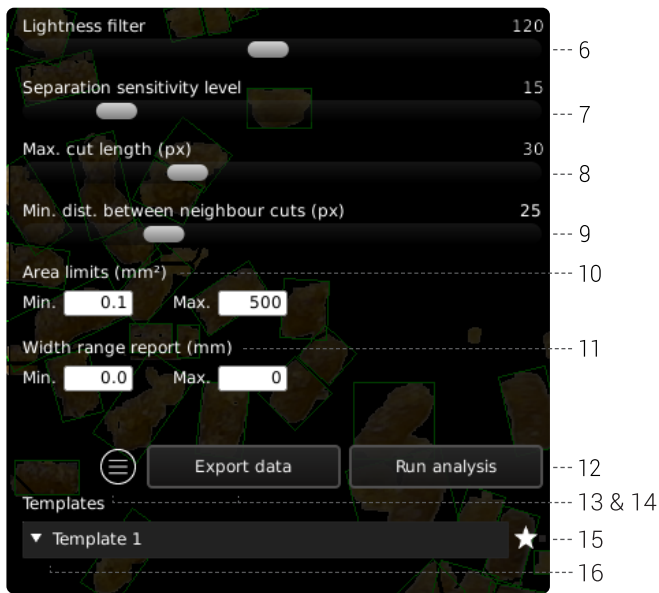 Lightness filter 120
6
Separation sensitivity level 15
7
Max. cut length (px) 30
8
Min. dist. between neighbour cuts (px) 25
9
Area limits (mm²) 10
Min. 0.1 Max. 500
Width range report (mm) 11
Min. 0.0 Max. 0
Export data Run analysis 12
Templates 13 & 14
Template 1 15
16